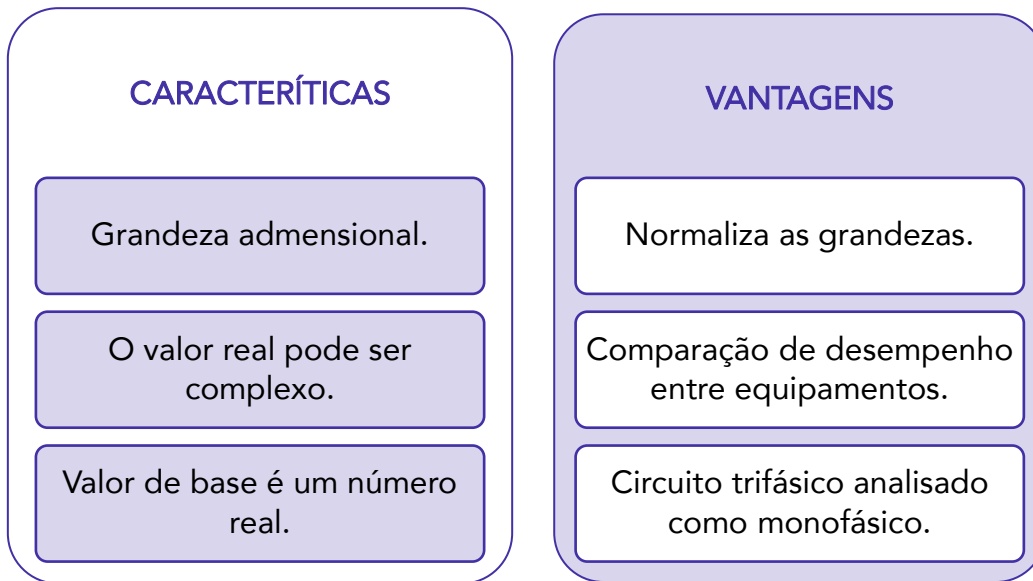 CARACTERÍTICAS
Grandeza admensional.
O valor real pode ser
complexo.
Valor de base é um número
real.
VANTAGENS
Normaliza as grandezas.
Comparação de desempenho
entre equipamentos.
Circuito trifásico analisado
como monofásico.